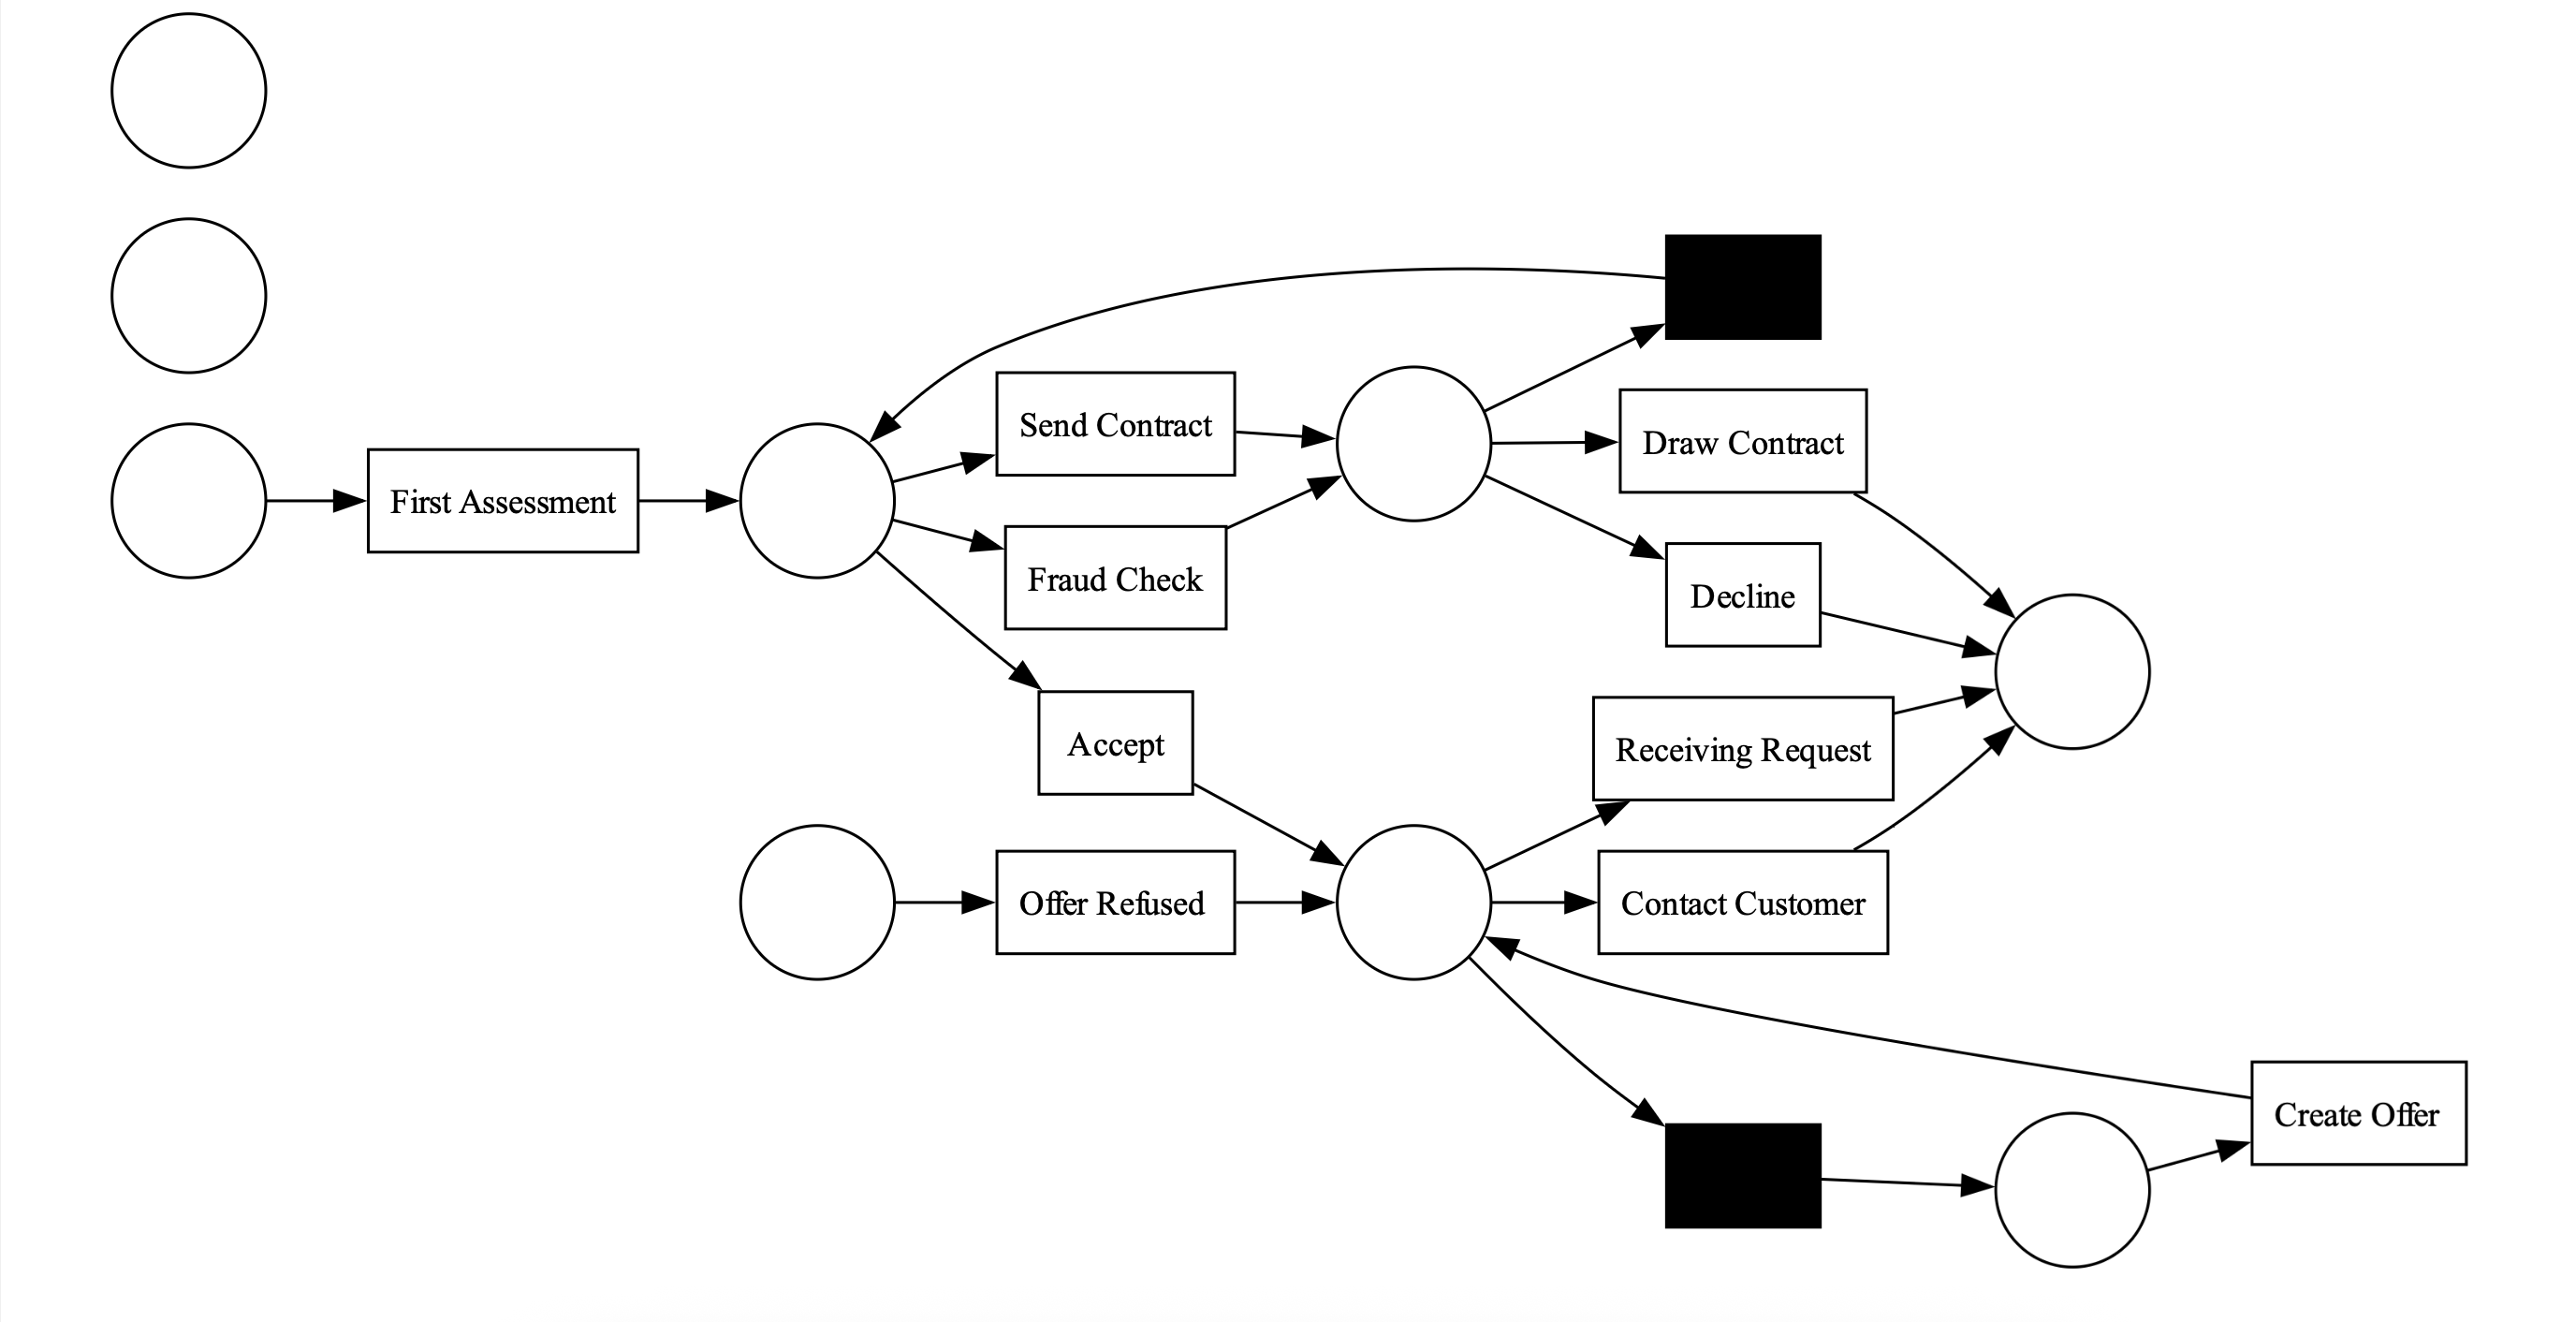 Send Contract
Draw Contract
First Assessment
Fraud Check
Decline
Accept
Receiving Request
Offer Refused
Contact Customer
Create Offer